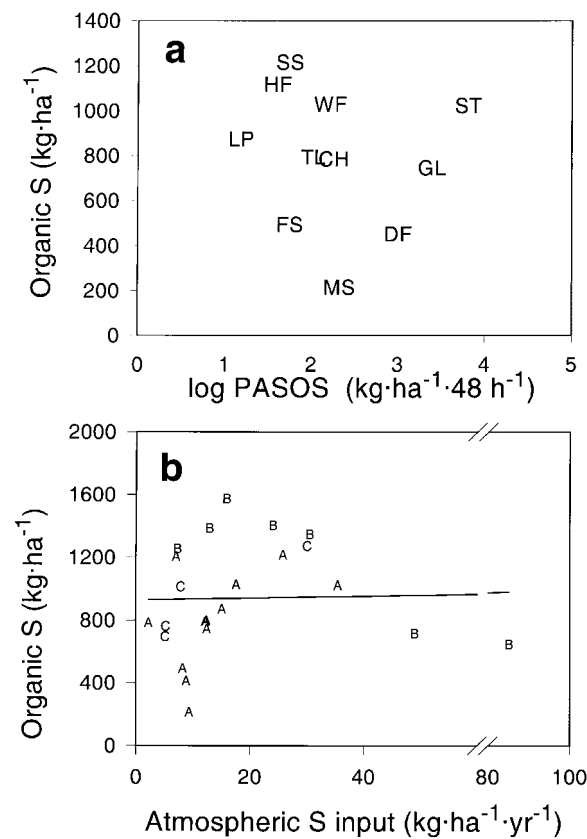 1400
a
SS
1200
HF
WF
ST
1000
LP
TL
CH
800
GL
600
FS
DF
400
MS
200
0
Organic S (kg·ha⁻¹)
0 1 2 3 4 5
log PASOS (kg·ha⁻¹·48 h⁻¹)
2000
b
B
1600
B B
B
B A
C
A
1200
C
A A
A
A
C
C
A A
A
800
B
B
A
A
400
A
0
Organic S (kg·ha⁻¹)
0 20 40 80 100
Atmospheric S input (kg·ha⁻¹·yr⁻¹)